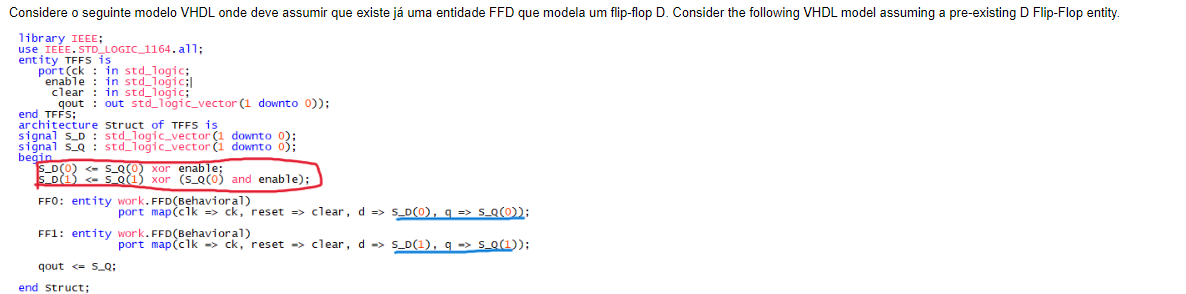 Considere o seguinte modelo VHDL onde deve assumir que existe já uma entidade FFD que modela um flip-flop D. Consider the following VHDL model assuming a pre-existing D Flip-Flop entity.
library IEEE;
use IEEE.STD_LOGIC_1164.all;
entity TFFS is
port(ck : in std_logic;
enable : in std_logic;
clear : in std_logic;
qout : out std_logic_vector(1 downto 0));
end TFFS;
architecture Struct of TFFS is
signal S_D : std_logic_vector(1 downto 0);
signal S_Q : std_logic_vector(1 downto 0);
begin
S_D(0) <= S_Q(0) xor enable;
S_D(1) <= S_Q(1) xor (S_Q(0) and enable);
FF0: entity work.FFD(Behavioral)
port map(clk => ck, reset => clear, d => S_D(0), q => S_Q(0));
FF1: entity work.FFD(Behavioral)
port map(clk => ck, reset => clear, d => S_D(1), q => S_Q(1));
qout <= S_Q;
end Struct;